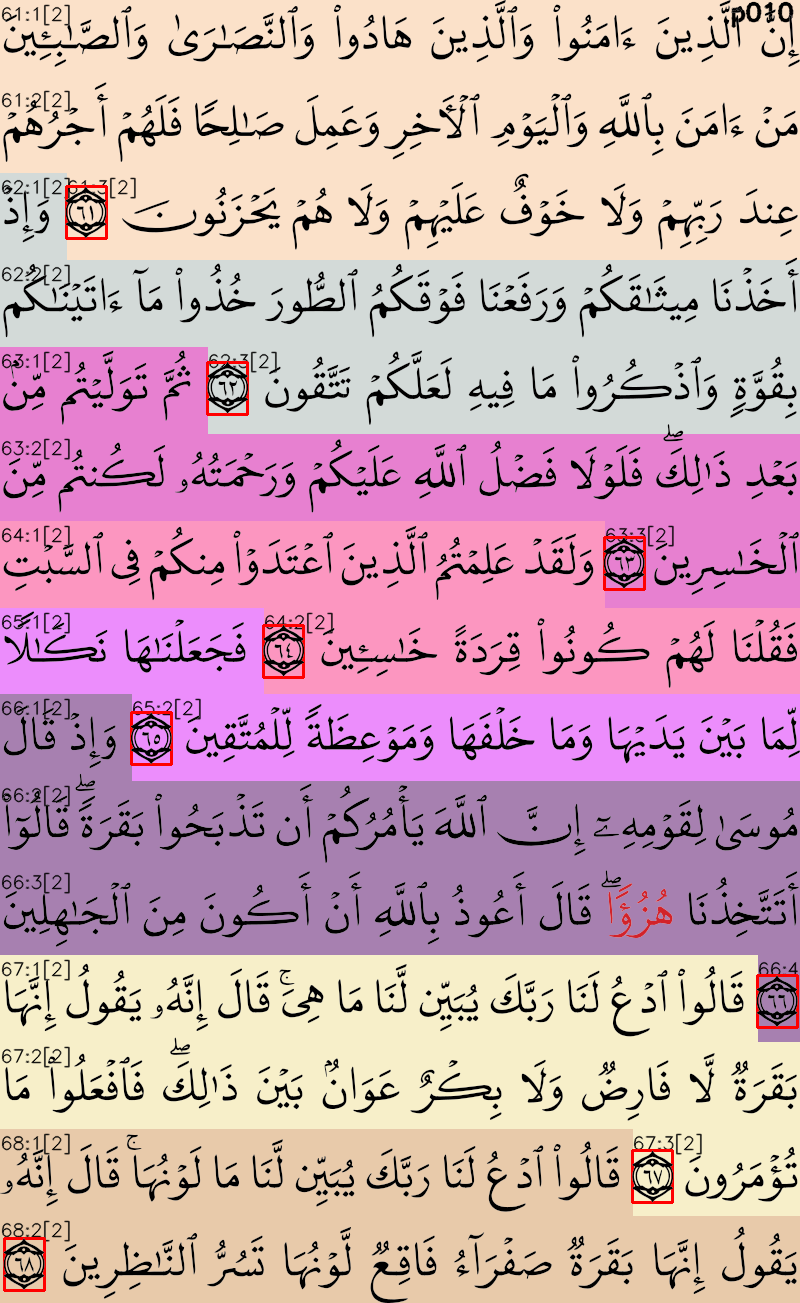 p010
61:1[2]
إِنَّ ٱلَّذِينَ ءَامَنُوا۟ وَٱلَّذِينَ هَادُوا۟ وَٱلنَّصَـٰرَىٰ وَٱلصَّـٰبِـِٔينَ
61:2[2]
مَنْ ءَامَنَ بِٱللَّهِ وَٱلْيَوْمِ ٱلْـَٔاخِرِ وَعَمِلَ صَـٰلِحًا فَلَهُمْ أَجْرُهُمْ
62:1[2] 61:3[2]
عِندَ رَبِّهِمْ وَلَا خَوْفٌ عَلَيْهِمْ وَلَا هُمْ يَحْزَنُونَ ٦١ وَإِذْ
62:2[2]
أَخَذْنَا مِيثَـٰقَكُمْ وَرَفَعْنَا فَوْقَكُمُ ٱلطُّورَ خُذُوا۟ مَآ ءَاتَيْنَـٰكُم
63:1[2] 62:3[2]
بِقُوَّةٍ وَٱذْكُرُوا۟ مَا فِيهِ لَعَلَّكُمْ تَتَّقُونَ ٦٢ ثُمَّ تَوَلَّيْتُم مِّنۢ
63:2[2]
بَعْدِ ذَٰلِكَ ۖ فَلَوْلَا فَضْلُ ٱللَّهِ عَلَيْكُمْ وَرَحْمَتُهُۥ لَكُنتُم مِّنَ
64:1[2] 63:3[2]
ٱلْخَـٰسِرِينَ ٦٣ وَلَقَدْ عَلِمْتُمُ ٱلَّذِينَ ٱعْتَدَوْا۟ مِنكُمْ فِى ٱلسَّبْتِ
65:1[2] 64:2[2]
فَقُلْنَا لَهُمْ كُونُوا۟ قِرَدَةً خَـٰسِـِٔينَ ٦٤ فَجَعَلْنَـٰهَا نَكَـٰلًا
66:1[2] 65:2[2]
لِّمَا بَيْنَ يَدَيْهَا وَمَا خَلْفَهَا وَمَوْعِظَةً لِّلْمُتَّقِينَ ٦٥ وَإِذْ قَالَ
66:2[2]
مُوسَىٰ لِقَوْمِهِۦٓ إِنَّ ٱللَّهَ يَأْمُرُكُمْ أَن تَذْبَحُوا۟ بَقَرَةً ۖ قَالُوٓا۟
66:3[2]
أَتَتَّخِذُنَا هُزُؤًا ۖ قَالَ أَعُوذُ بِٱللَّهِ أَنْ أَكُونَ مِنَ ٱلْجَـٰهِلِينَ
67:1[2] 66:4
٦٦ قَالُوا۟ ٱدْعُ لَنَا رَبَّكَ يُبَيِّن لَّنَا مَا هِىَ ۚ قَالَ إِنَّهُۥ يَقُولُ إِنَّهَا
67:2[2]
بَقَرَةٌ لَّا فَارِضٌ وَلَا بِكْرٌ عَوَانٌۢ بَيْنَ ذَٰلِكَ ۖ فَٱفْعَلُوا۟ مَا
68:1[2] 67:3[2]
تُؤْمَرُونَ ٦٧ قَالُوا۟ ٱدْعُ لَنَا رَبَّكَ يُبَيِّن لَّنَا مَا لَوْنُهَا ۚ قَالَ إِنَّهُۥ
68:2[2]
يَقُولُ إِنَّهَا بَقَرَةٌ صَفْرَآءُ فَاقِعٌ لَّوْنُهَا تَسُرُّ ٱلنَّـٰظِرِينَ ٦٨